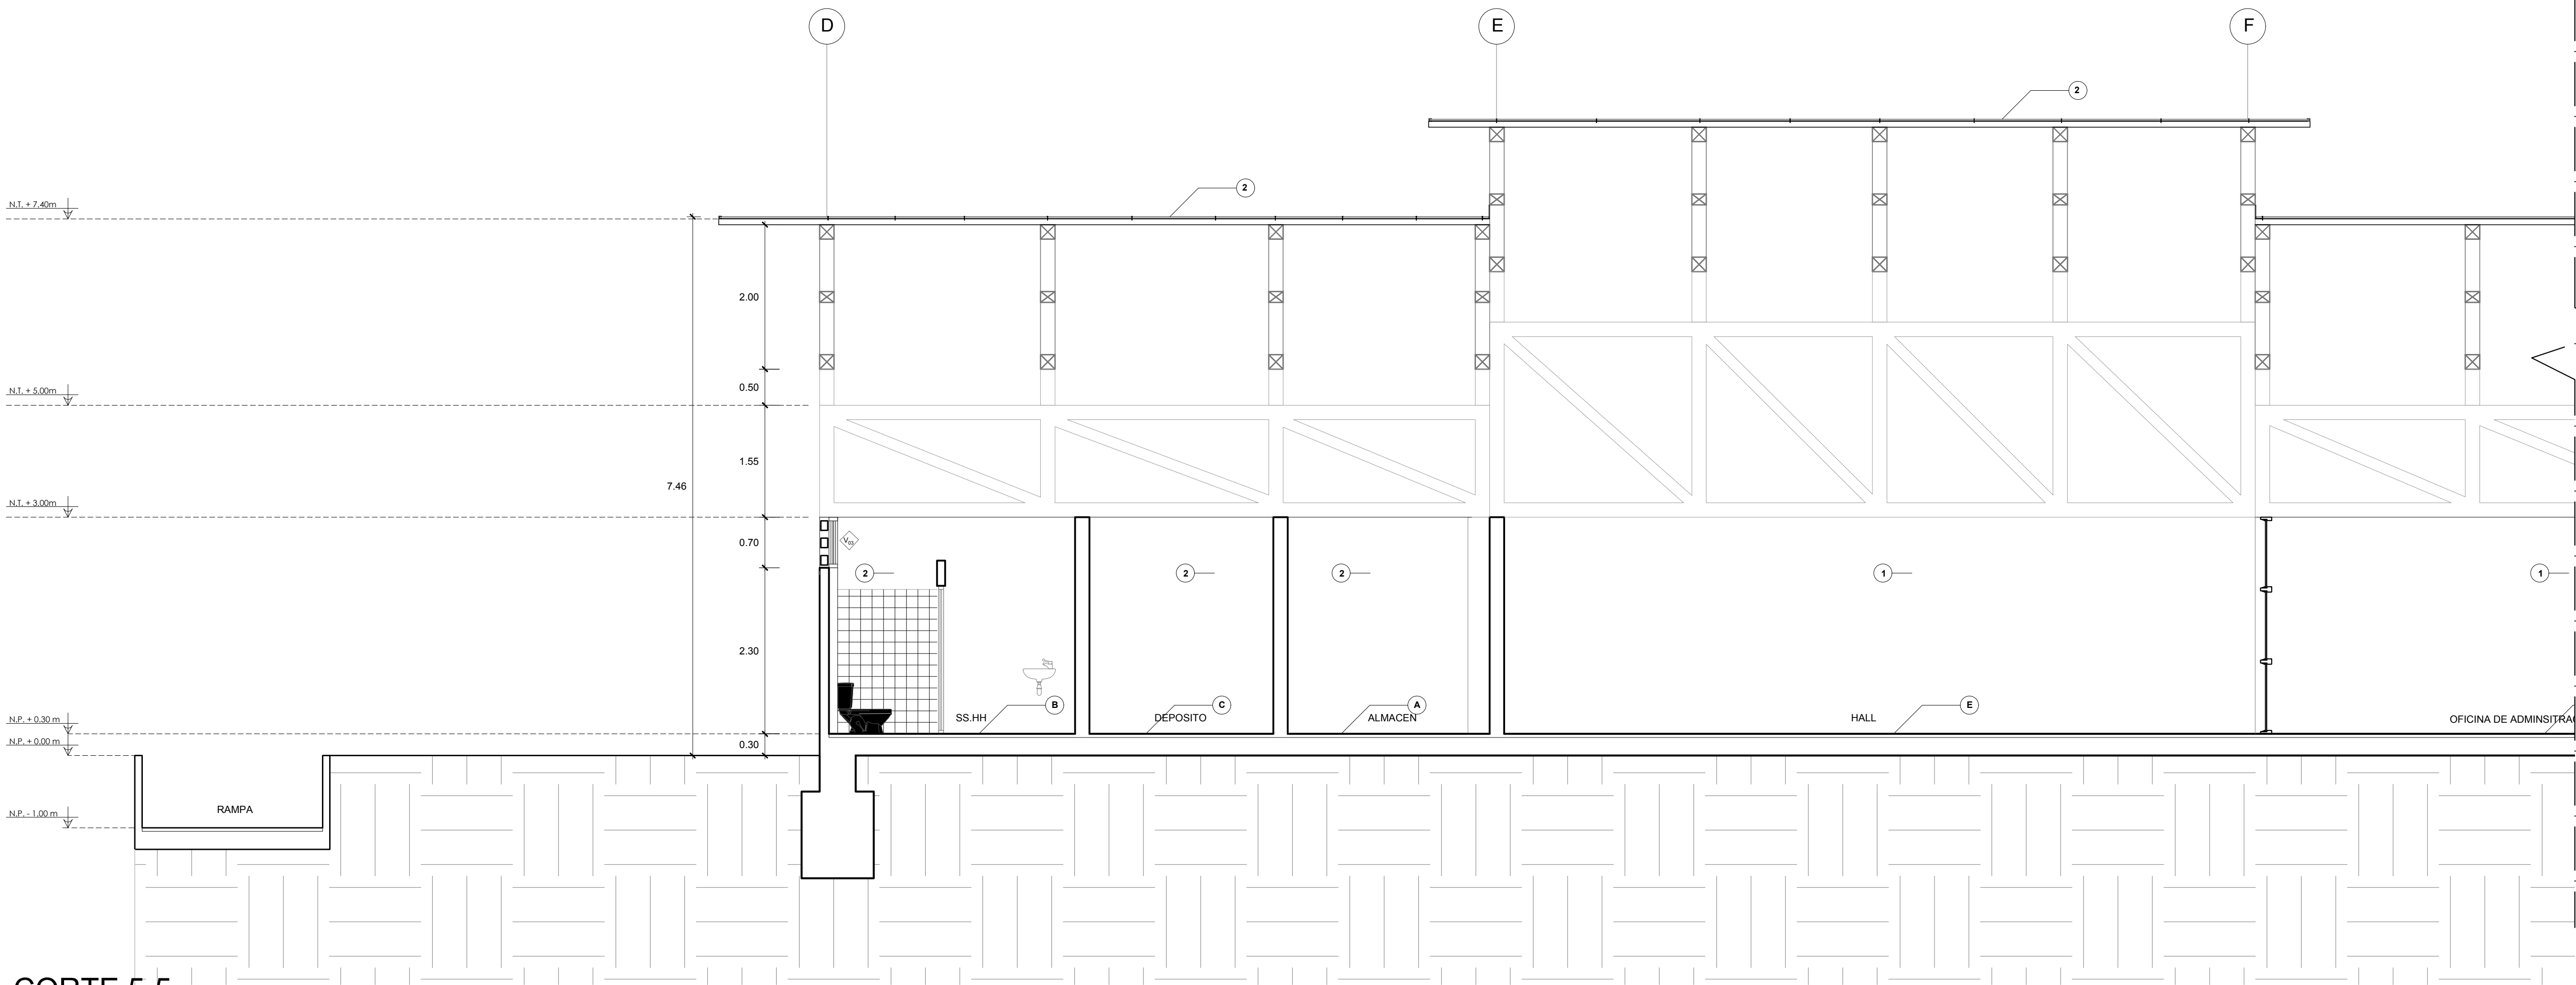 D
E
F
2
2
N.T. + 7.40m
2.00
N.T. + 5.00m
0.50
1.55
7.46
N.T. + 3.00m
0.70
V03
2
2
2
1
1
2.30
B
C
A
E
SS.HH
DEPOSITO
ALMACEN
HALL
OFICINA DE ADMINSITRAC
N.P. + 0.30 m
N.P. + 0.00 m
0.30
N.P. - 1.00 m
RAMPA
CORTE 5-5